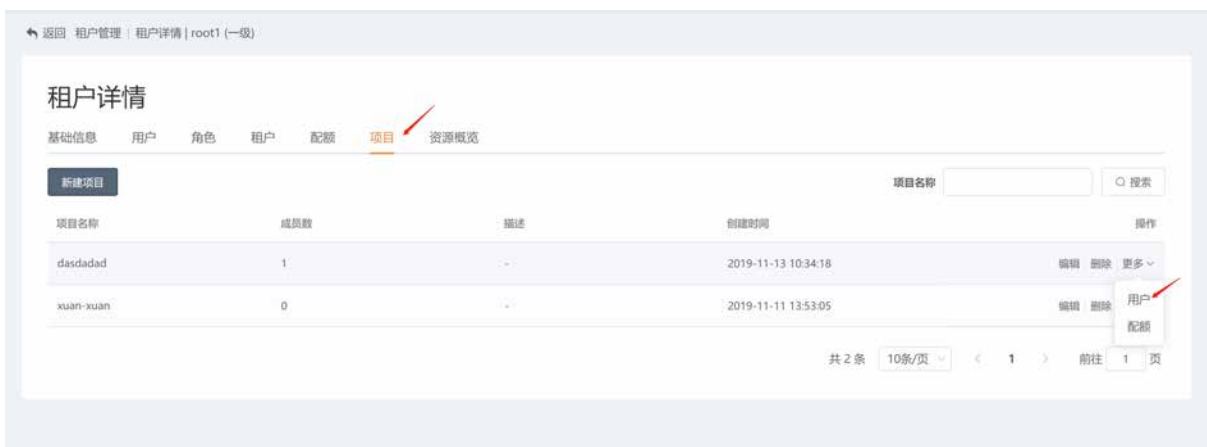 返回 租户管理 | 租户详情 | root1 (一级)
租户详情
基础信息 用户 角色 租户 配额 项目 资源概览
新建项目 项目名称 搜索
项目名称 成员数 描述 创建时间 操作
dasdadad 1 - 2019-11-13 10:34:18 编辑 删除 更多
xuan-xuan 0 - 2019-11-11 13:53:05 编辑 删除
用户
配额
共 2 条 10条/页 1 前往 1 页